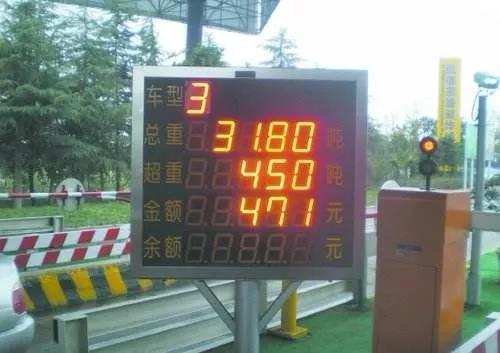 车型 3
总重 31.80 吨
超重 4.50 吨
金额 471 元
余额 元